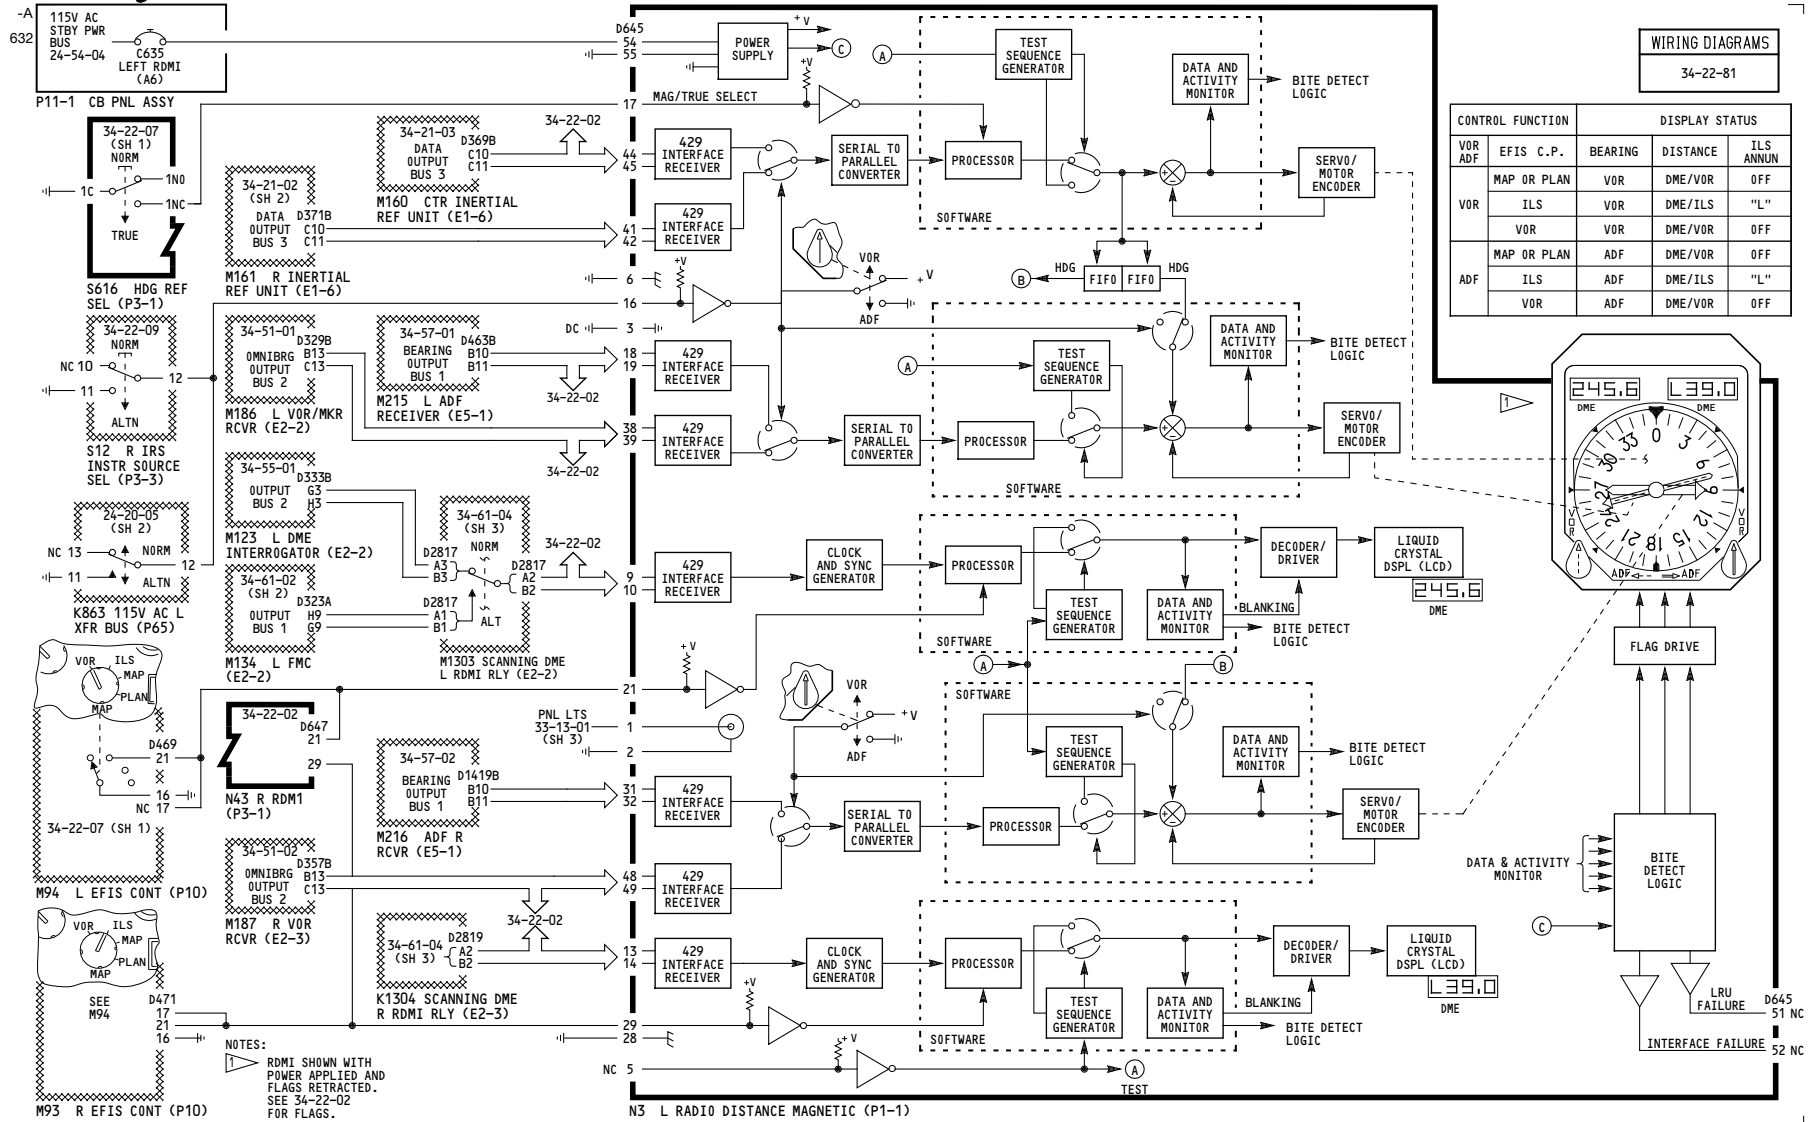 -A
632
115V AC
STBY PWR
BUS
24-54-04
C635
LEFT RDMI
(A6)
P11-1 CB PNL ASSY
34-22-07
(SH 1)
NORM
1C
1NO
1NC
TRUE
S616 HDG REF
SEL (P3-1)
34-22-09
NORM
NC 10
11
12
ALTN
S12 R IRS
INSTR SOURCE
SEL (P3-3)
24-20-05
(SH 2)
NC 13
NORM
12
11
ALTN
K863 115V AC L
XFR BUS (P65)
VOR
ILS
MAP
PLAN
MAP
D469
21
16
NC 17
34-22-07 (SH 1)
M94 L EFIS CONT (P10)
VOR
ILS
MAP
PLAN
MAP
SEE
M94
D471
17
21
16
M93 R EFIS CONT (P10)
34-21-02
(SH 2)
DATA
OUTPUT
BUS 3
D371B
C10
C11
M161 R INERTIAL
REF UNIT (E1-6)
34-21-03
DATA
OUTPUT
BUS 3
D369B
C10
C11
M160 CTR INERTIAL
REF UNIT (E1-6)
34-22-02
34-51-01
OMNIBRG
OUTPUT
BUS 2
D329B
B13
C13
M186 L VOR/MKR
RCVR (E2-2)
34-57-01
BEARING
OUTPUT
BUS 1
D463B
B10
B11
M215 L ADF
RECEIVER (E5-1)
34-22-02
34-22-02
34-55-01
OUTPUT
BUS 2
D333B
G3
H3
M123 L DME
INTERROGATOR (E2-2)
34-61-02
(SH 2)
OUTPUT
BUS 1
D323A
H9
G9
M134 L FMC
(E2-2)
34-61-04
(SH 3)
D2817
NORM
A3
B3
D2817
A2
B2
D2817
A1
B1
ALT
M1303 SCANNING DME
L RDMI RLY (E2-2)
34-22-02
34-22-02
D647
21
29
N43 R RDM1
(P3-1)
PNL LTS
33-13-01
(SH 3)
34-57-02
BEARING
OUTPUT
BUS 1
D1419B
B10
B11
M216 ADF R
RCVR (E5-1)
34-51-02
OMNIBRG
OUTPUT
BUS 2
D357B
B13
C13
M187 R VOR
RCVR (E2-3)
34-22-02
34-61-04
(SH 3)
D2819
A2
B2
K1304 SCANNING DME
R RDMI RLY (E2-3)
NOTES:
1 RDMI SHOWN WITH
POWER APPLIED AND
FLAGS RETRACTED.
SEE 34-22-02
FOR FLAGS.
D645
54
55
17
44
45
41
42
6
16
DC 3
18
19
38
39
9
10
21
1
2
31
32
48
49
13
14
29
28
NC 5
POWER
SUPPLY
+V
C
MAG/TRUE SELECT
+V
429
INTERFACE
RECEIVER
429
INTERFACE
RECEIVER
SERIAL TO
PARALLEL
CONVERTER
A
TEST
SEQUENCE
GENERATOR
PROCESSOR
SOFTWARE
DATA AND
ACTIVITY
MONITOR
BITE DETECT
LOGIC
SERVO/
MOTOR
ENCODER
+V
VOR
+V
ADF
B
HDG
FIFO
FIFO
HDG
429
INTERFACE
RECEIVER
429
INTERFACE
RECEIVER
SERIAL TO
PARALLEL
CONVERTER
A
TEST
SEQUENCE
GENERATOR
PROCESSOR
SOFTWARE
DATA AND
ACTIVITY
MONITOR
BITE DETECT
LOGIC
SERVO/
MOTOR
ENCODER
429
INTERFACE
RECEIVER
CLOCK
AND SYNC
GENERATOR
PROCESSOR
TEST
SEQUENCE
GENERATOR
DATA AND
ACTIVITY
MONITOR
SOFTWARE
DECODER/
DRIVER
BLANKING
BITE DETECT
LOGIC
LIQUID
CRYSTAL
DSPL (LCD)
245.6
DME
+V
A
B
VOR
+V
ADF
SOFTWARE
429
INTERFACE
RECEIVER
429
INTERFACE
RECEIVER
SERIAL TO
PARALLEL
CONVERTER
TEST
SEQUENCE
GENERATOR
PROCESSOR
DATA AND
ACTIVITY
MONITOR
BITE DETECT
LOGIC
SERVO/
MOTOR
ENCODER
429
INTERFACE
RECEIVER
CLOCK
AND SYNC
GENERATOR
PROCESSOR
TEST
SEQUENCE
GENERATOR
DATA AND
ACTIVITY
MONITOR
SOFTWARE
DECODER/
DRIVER
BLANKING
BITE DETECT
LOGIC
LIQUID
CRYSTAL
DSPL (LCD)
L39.0
DME
+V
+V
A
TEST
N3 L RADIO DISTANCE MAGNETIC (P1-1)
WIRING DIAGRAMS
34-22-81
CONTROL FUNCTION DISPLAY STATUS
VOR
ADF EFIS C.P. BEARING DISTANCE ILS
ANNUN
MAP OR PLAN VOR DME/VOR OFF
VOR ILS VOR DME/ILS "L"
VOR VOR DME/VOR OFF
MAP OR PLAN ADF DME/VOR OFF
ADF ILS ADF DME/ILS "L"
VOR ADF DME/VOR OFF
1
245.6
L39.0
DME
DME
0
3
6
9
12
15
18
21
24
27
30
33
VOR
VOR
ADF
ADF
FLAG DRIVE
BITE
DETECT
LOGIC
DATA & ACTIVITY
MONITOR
C
LRU
FAILURE
D645
51 NC
INTERFACE FAILURE
52 NC